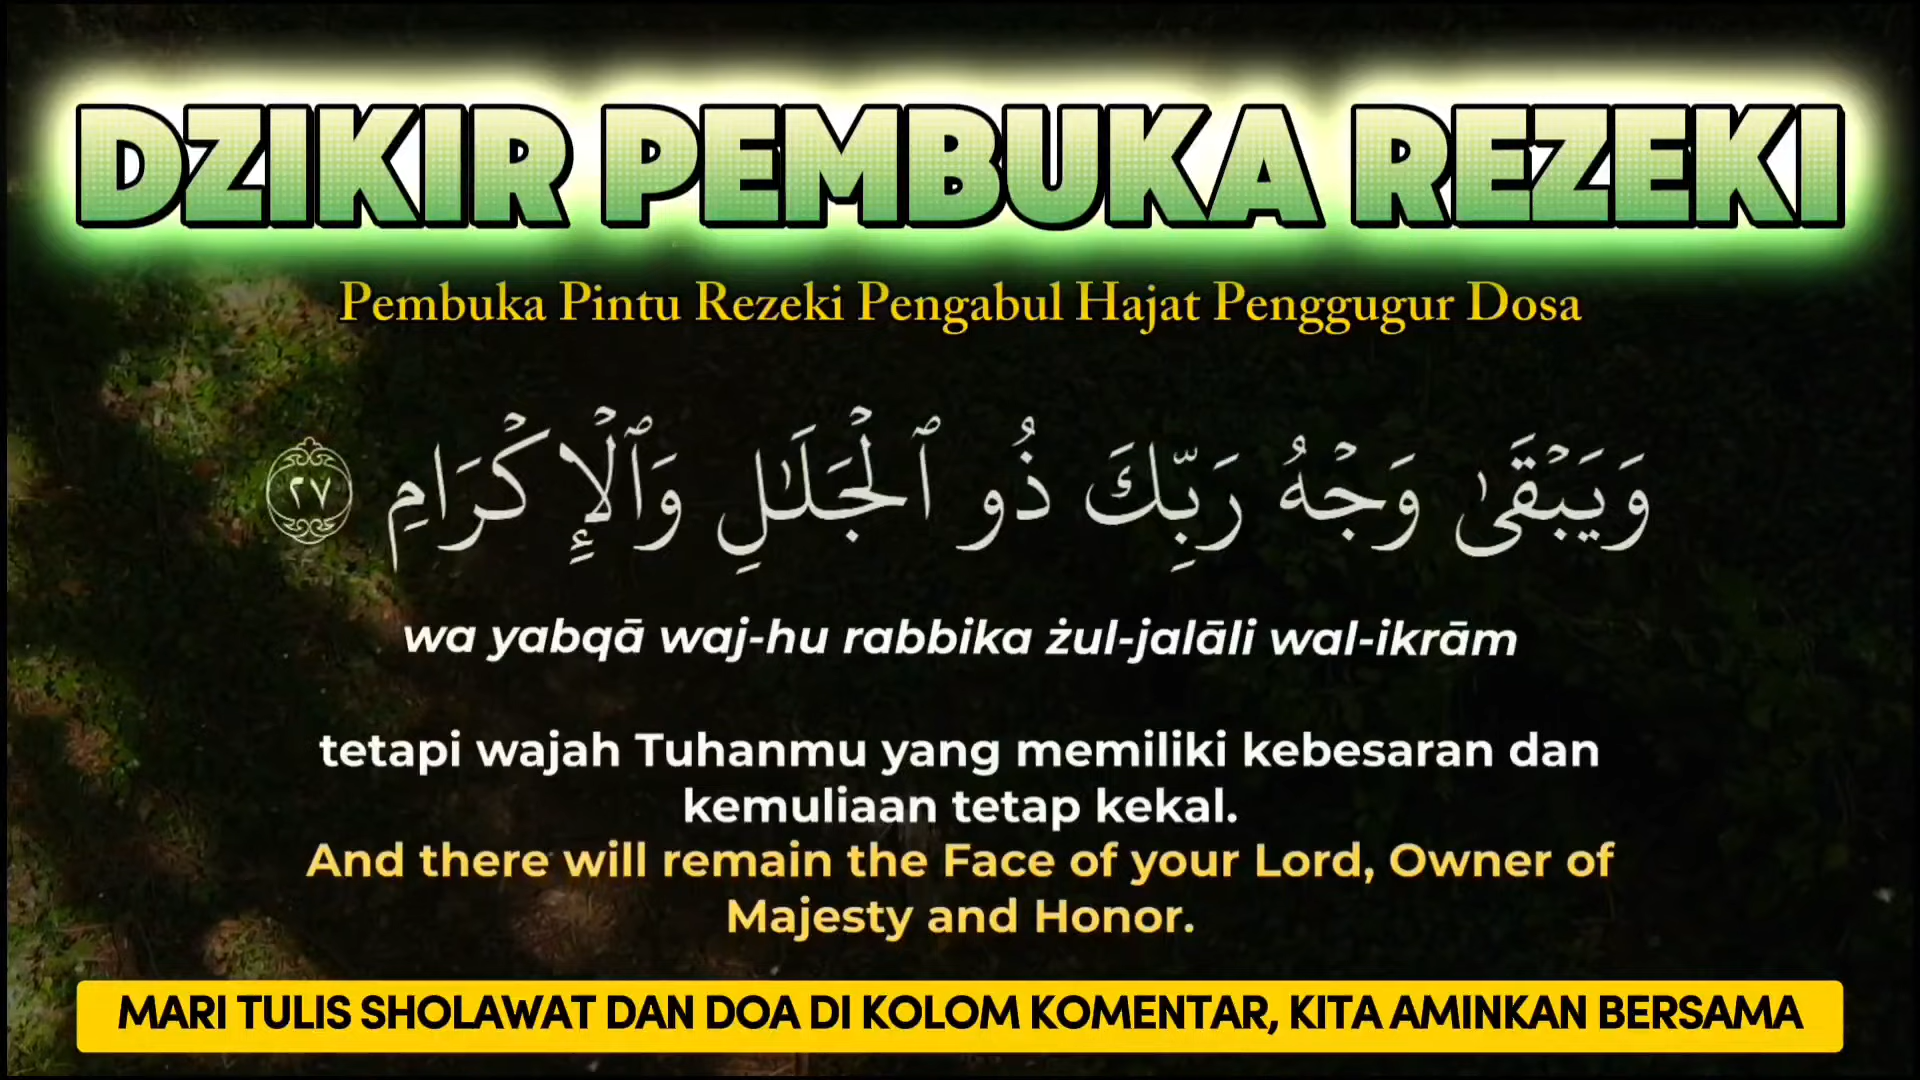 DZIKIR PEMBUKA REZEKI
Pembuka Pintu Rezeki Pengabul Hajat Penggugur Dosa
وَيَبْقَىٰ وَجْهُ رَبِّكَ ذُو ٱلْجَلَـٰلِ وَٱلْإِكْرَامِ ٢٧
wa yabqā waj-hu rabbika żul-jalāli wal-ikrām
tetapi wajah Tuhanmu yang memiliki kebesaran dan
kemuliaan tetap kekal.
And there will remain the Face of your Lord, Owner of
Majesty and Honor.
MARI TULIS SHOLAWAT DAN DOA DI KOLOM KOMENTAR, KITA AMINKAN BERSAMA